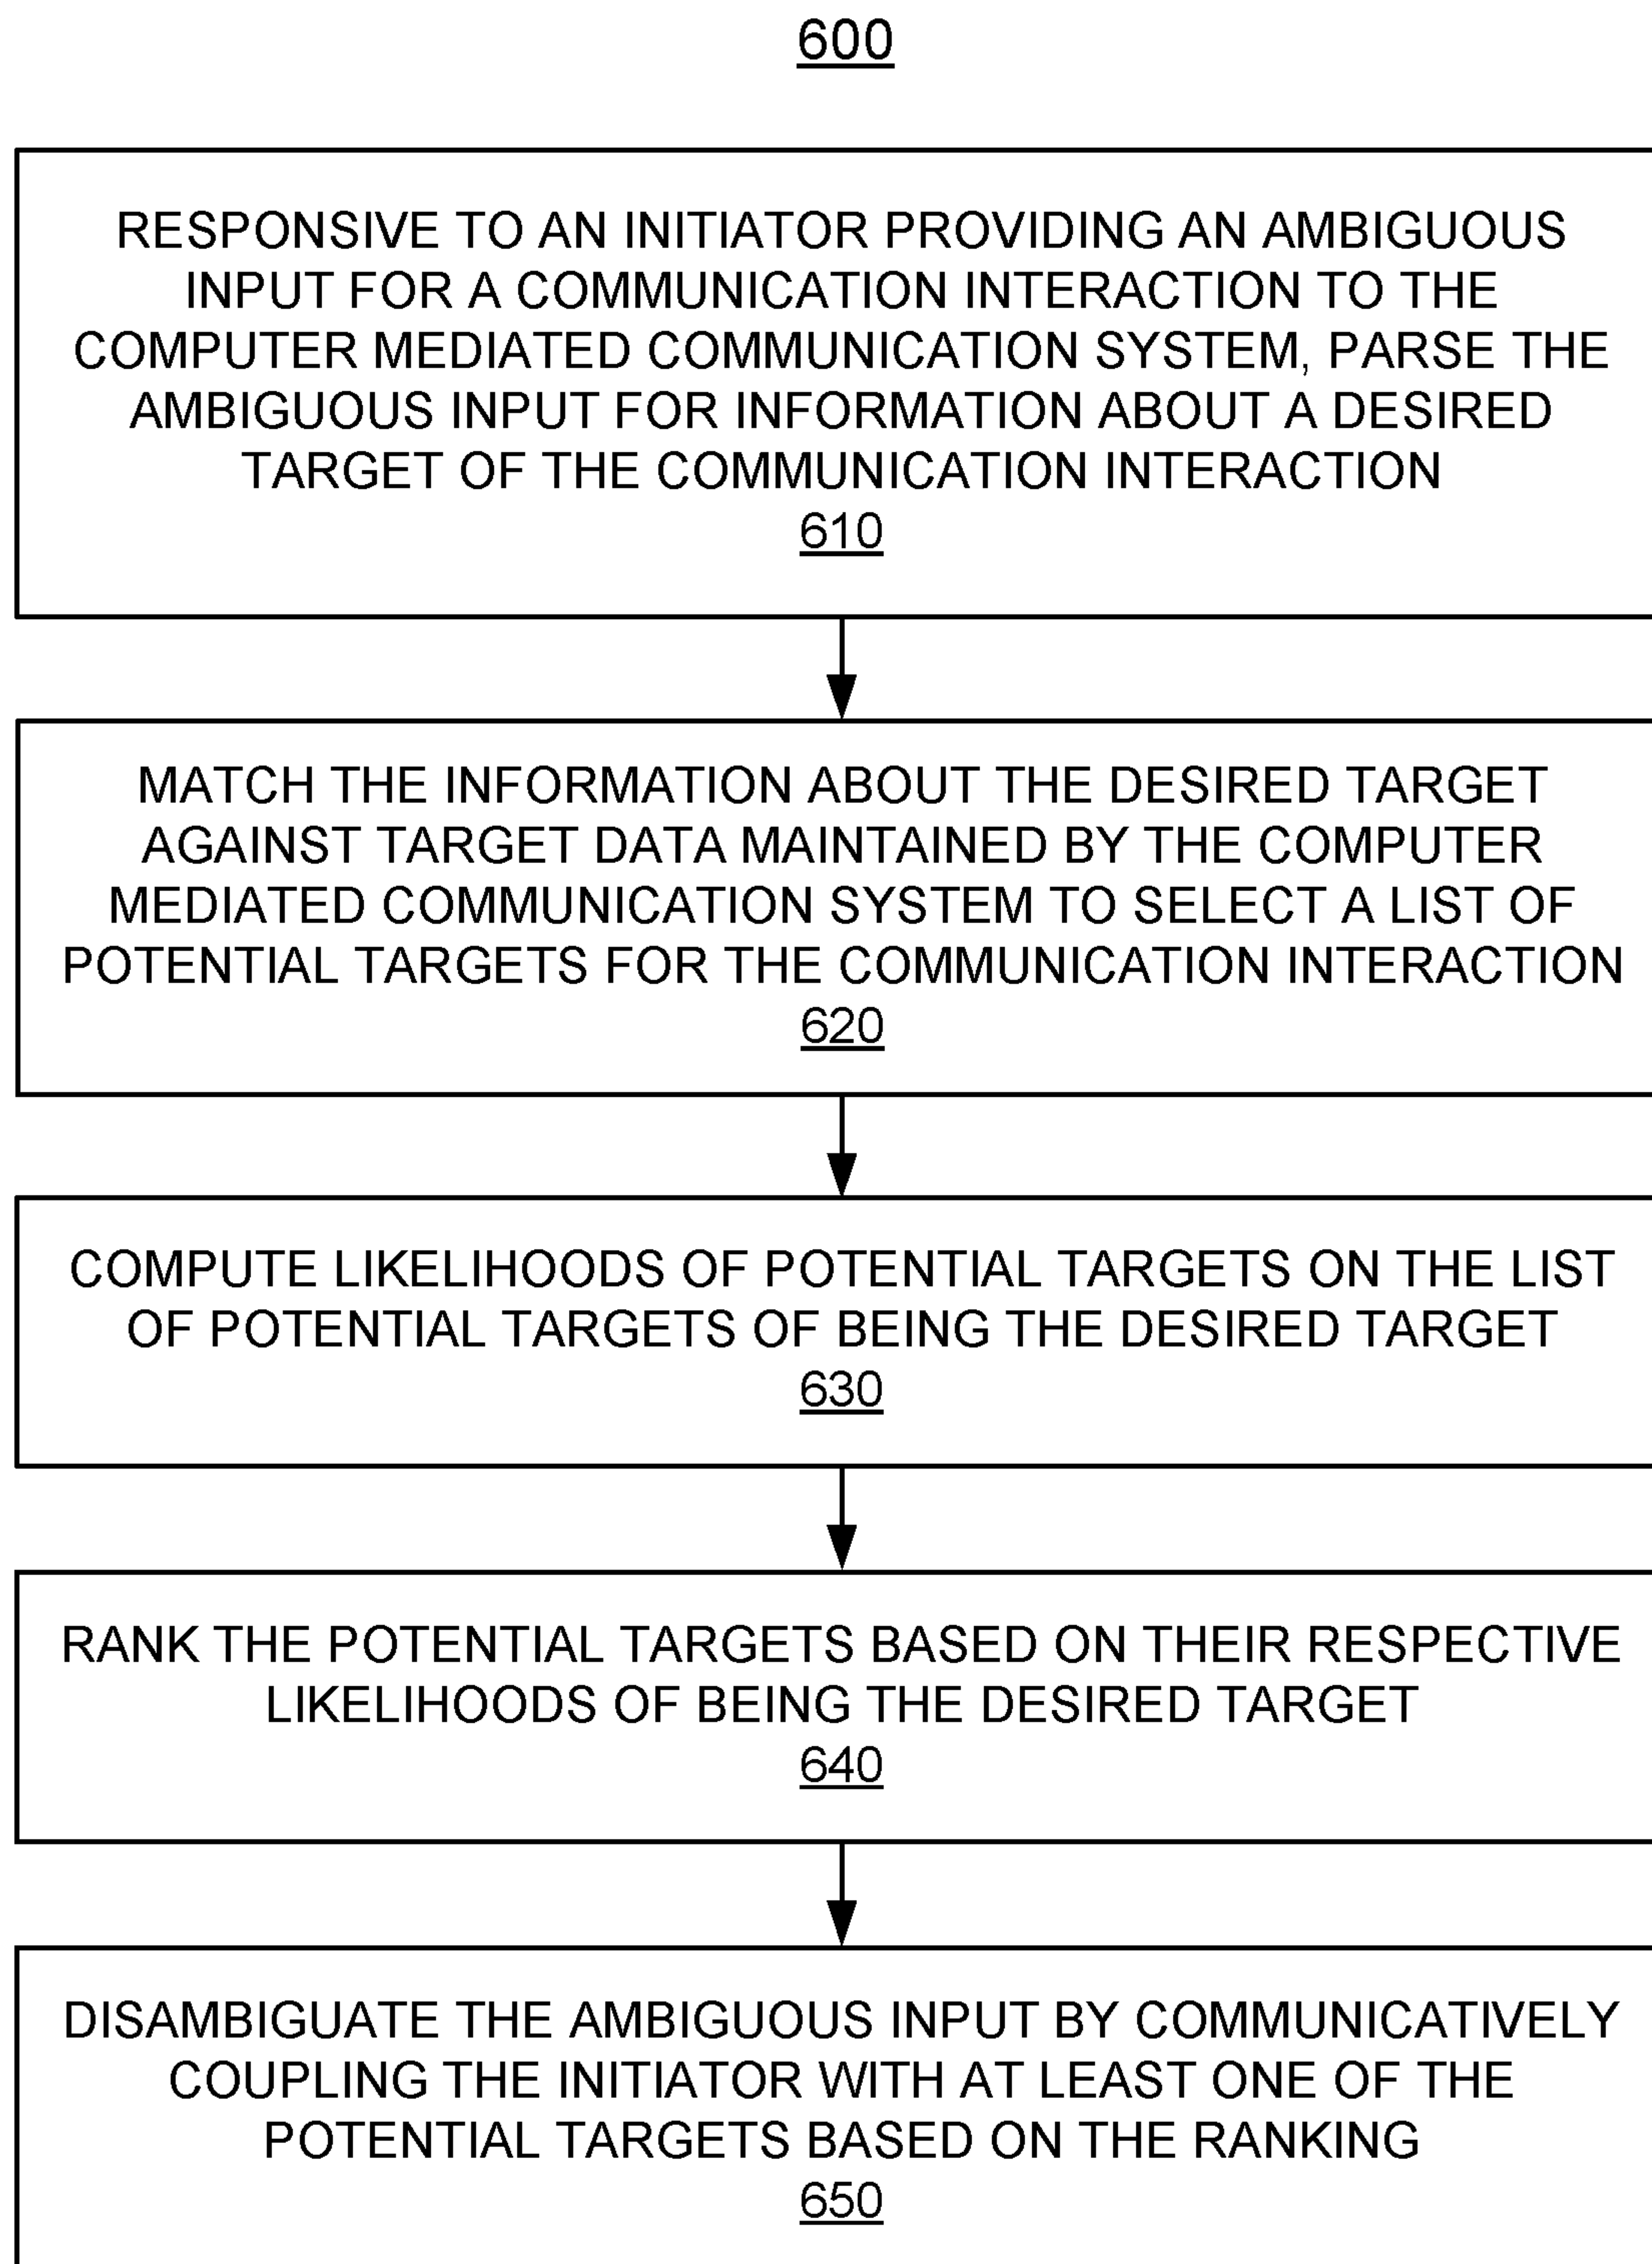 600
RESPONSIVE TO AN INITIATOR PROVIDING AN AMBIGUOUS
INPUT FOR A COMMUNICATION INTERACTION TO THE
COMPUTER MEDIATED COMMUNICATION SYSTEM, PARSE THE
AMBIGUOUS INPUT FOR INFORMATION ABOUT A DESIRED
TARGET OF THE COMMUNICATION INTERACTION
610
MATCH THE INFORMATION ABOUT THE DESIRED TARGET
AGAINST TARGET DATA MAINTAINED BY THE COMPUTER
MEDIATED COMMUNICATION SYSTEM TO SELECT A LIST OF
POTENTIAL TARGETS FOR THE COMMUNICATION INTERACTION
620
COMPUTE LIKELIHOODS OF POTENTIAL TARGETS ON THE LIST
OF POTENTIAL TARGETS OF BEING THE DESIRED TARGET
630
RANK THE POTENTIAL TARGETS BASED ON THEIR RESPECTIVE
LIKELIHOODS OF BEING THE DESIRED TARGET
640
DISAMBIGUATE THE AMBIGUOUS INPUT BY COMMUNICATIVELY
COUPLING THE INITIATOR WITH AT LEAST ONE OF THE
POTENTIAL TARGETS BASED ON THE RANKING
650